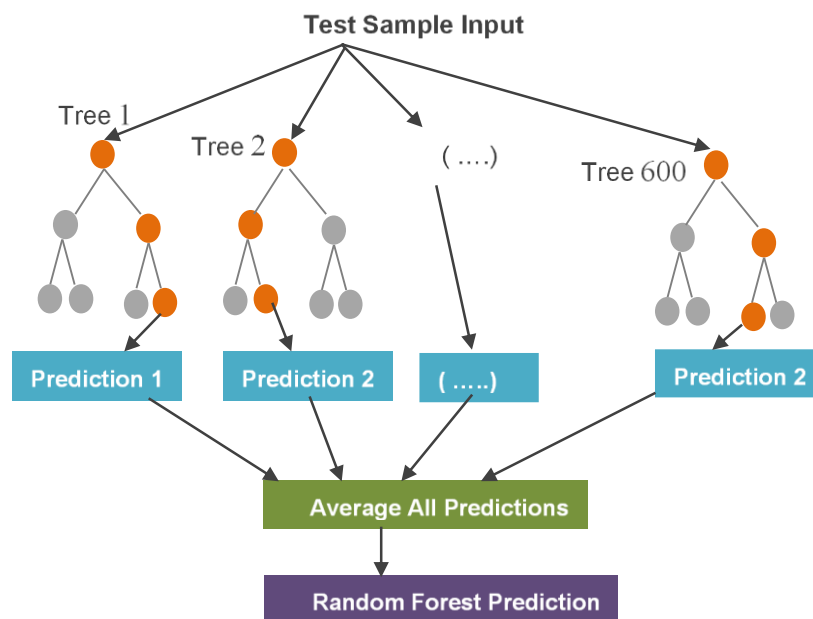 Test Sample Input
Tree 1
Tree 2
( ....)
Tree 600
Prediction 1
Prediction 2
( .....)
Prediction 2
Average All Predictions
Random Forest Prediction